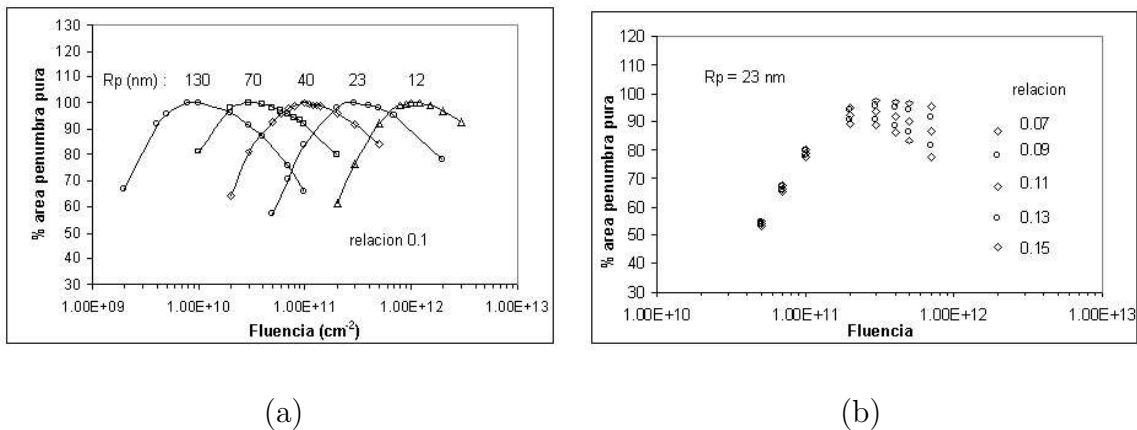 130
120
110
100
90
80
70
60
50
40
30
% area penumbra pura
Rp (nm) : 130 70 40 23 12
relacion 0.1
1.00E+09 1.00E+10 1.00E+11 1.00E+12 1.00E+13
Fluencia (cm-2)
(a)
120
110
100
90
80
70
60
50
40
30
% area penumbra pura
Rp = 23 nm
relacion
0.07
0.09
0.11
0.13
0.15
1.00E+10 1.00E+11 1.00E+12 1.00E+13
Fluencia
(b)